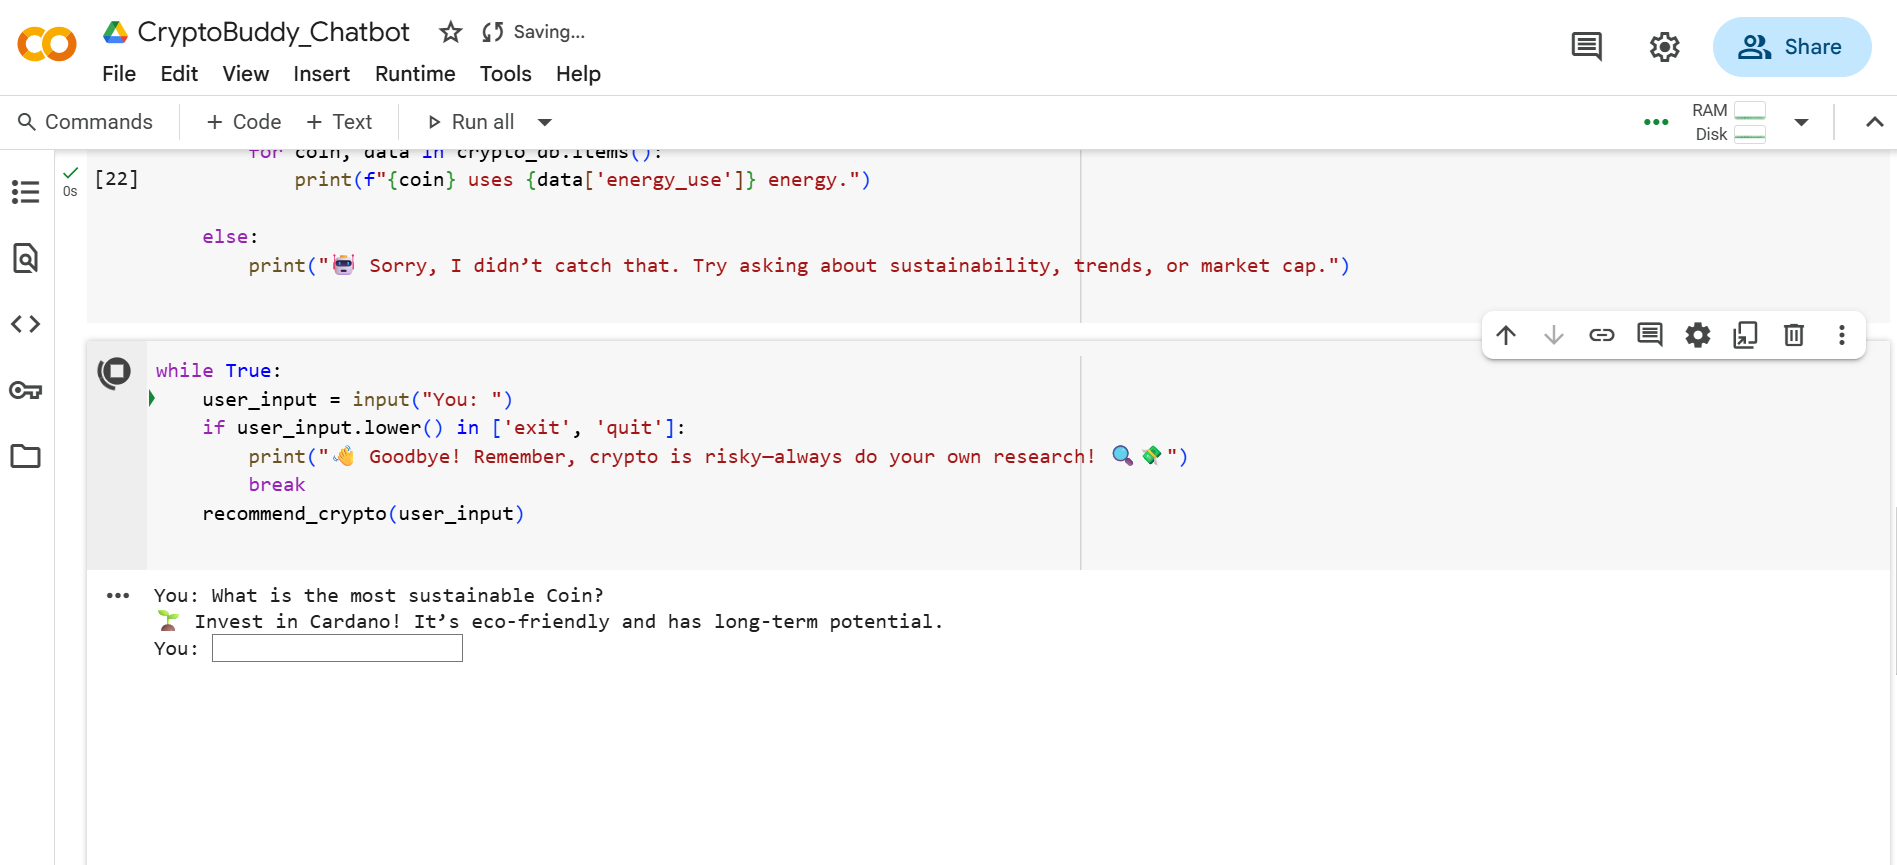 CryptoBuddy_Chatbot Saving...
File Edit View Insert Runtime Tools Help
Share
Commands + Code + Text Run all
RAM
Disk
for coin, data in crypto_db.items():
[22] print(f"{coin} uses {data['energy_use']} energy.")
0s
else:
print("🤖 Sorry, I didn’t catch that. Try asking about sustainability, trends, or market cap.")
while True:
user_input = input("You: ")
if user_input.lower() in ['exit', 'quit']:
print("👋 Goodbye! Remember, crypto is risky—always do your own research! 🔍💸")
break
recommend_crypto(user_input)
You: What is the most sustainable Coin?
🌱 Invest in Cardano! It’s eco-friendly and has long-term potential.
You: